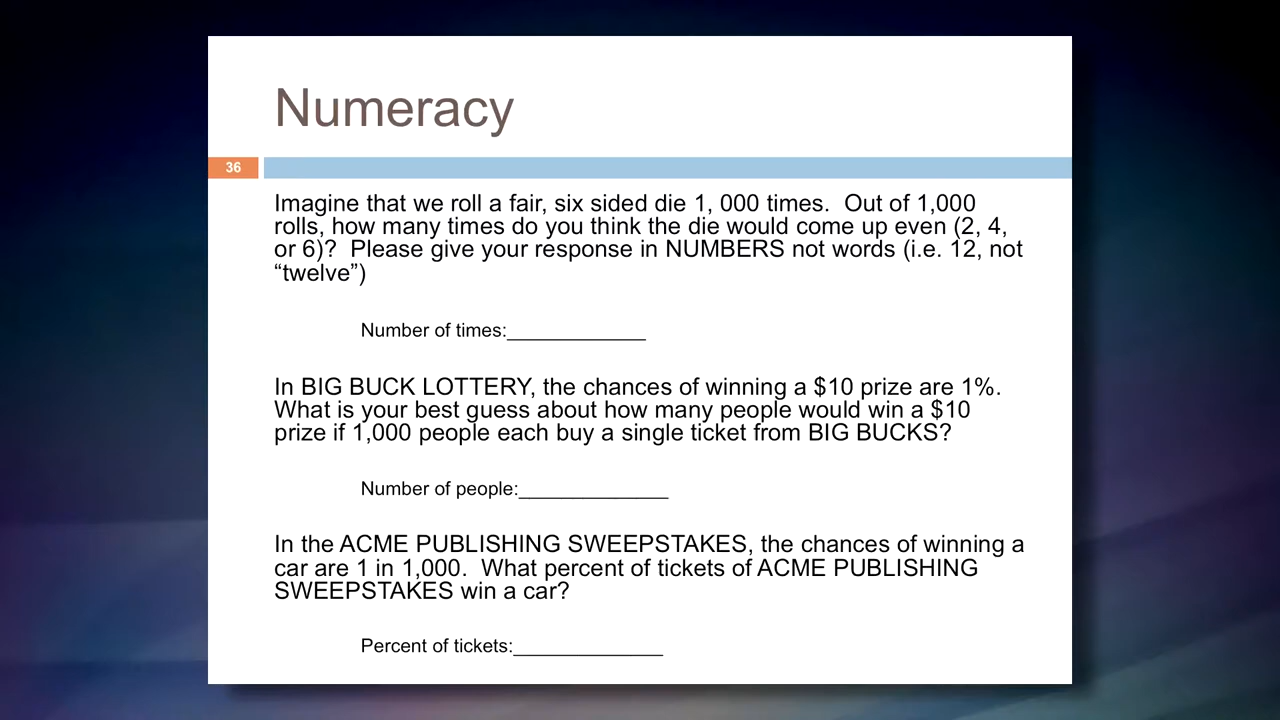 Numeracy
36
Imagine that we roll a fair, six sided die 1, 000 times.  Out of 1,000
rolls, how many times do you think the die would come up even (2, 4,
or 6)?  Please give your response in NUMBERS not words (i.e. 12, not
“twelve”)
Number of times:_____________
In BIG BUCK LOTTERY, the chances of winning a $10 prize are 1%.
What is your best guess about how many people would win a $10
prize if 1,000 people each buy a single ticket from BIG BUCKS?
Number of people:______________
In the ACME PUBLISHING SWEEPSTAKES, the chances of winning a
car are 1 in 1,000.  What percent of tickets of ACME PUBLISHING
SWEEPSTAKES win a car?
Percent of tickets:______________